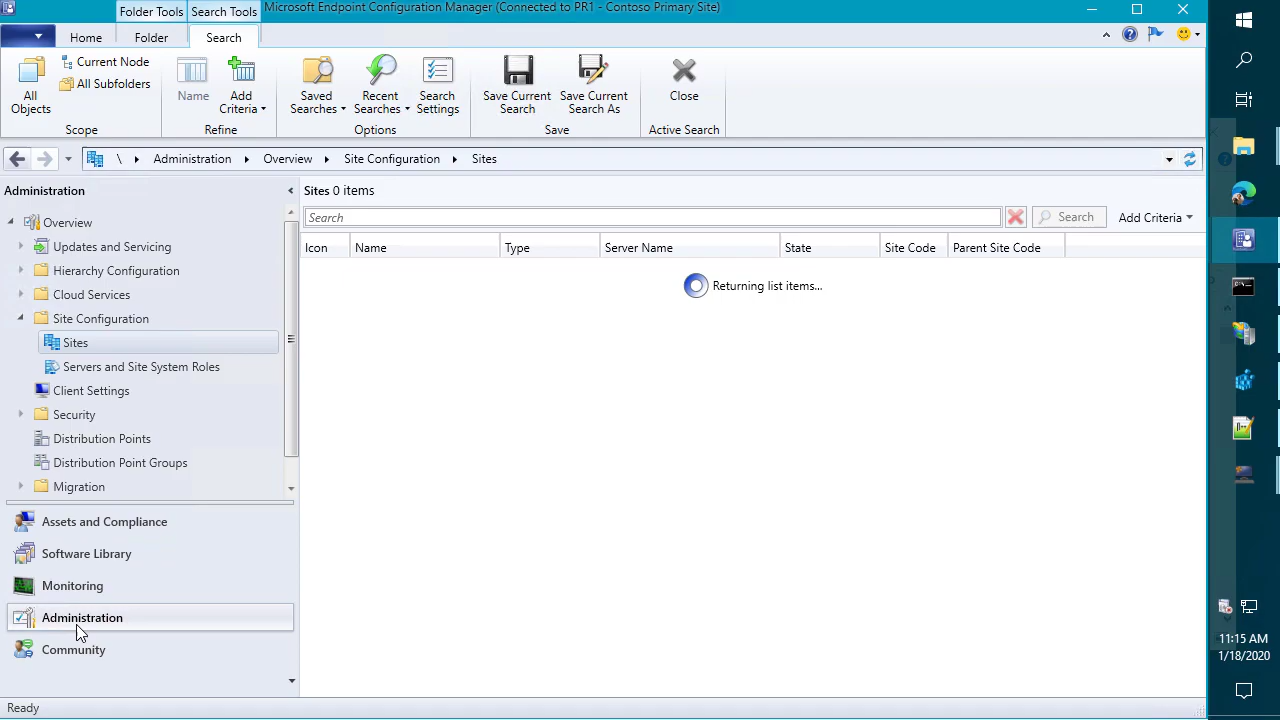 Folder Tools Search Tools Microsoft Endpoint Configuration Manager (Connected to PR1 - Contoso Primary Site)
Home Folder Search
All Objects
Current Node
All Subfolders
Scope
Name
Add Criteria
Refine
Saved Searches
Recent Searches
Search Settings
Options
Save Current Search
Save Current Search As
Save
Close
Active Search
\ Administration Overview Site Configuration Sites
Administration
Overview
Updates and Servicing
Hierarchy Configuration
Cloud Services
Site Configuration
Sites
Servers and Site System Roles
Client Settings
Security
Distribution Points
Distribution Point Groups
Migration
Assets and Compliance
Software Library
Monitoring
Administration
Community
Sites 0 items
Search Search Add Criteria
Icon Name Type Server Name State Site Code Parent Site Code
Returning list items...
Ready
11:15 AM
1/18/2020